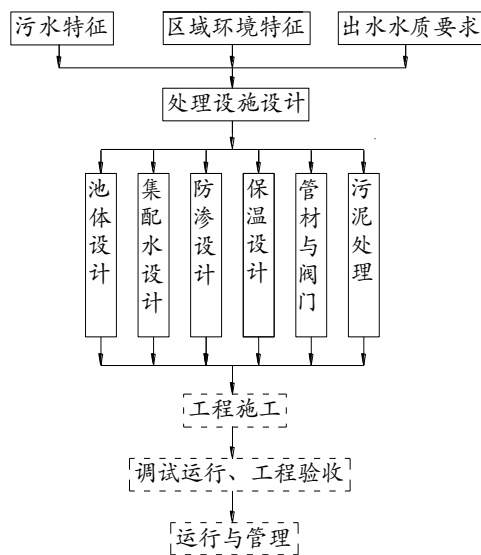 污水特征
区域环境特征
出水水质要求
处理设施设计
池体设计
集配水设计
防渗设计
保温设计
管材与阀门
污泥处理
工程施工
调试运行、工程验收
运行与管理